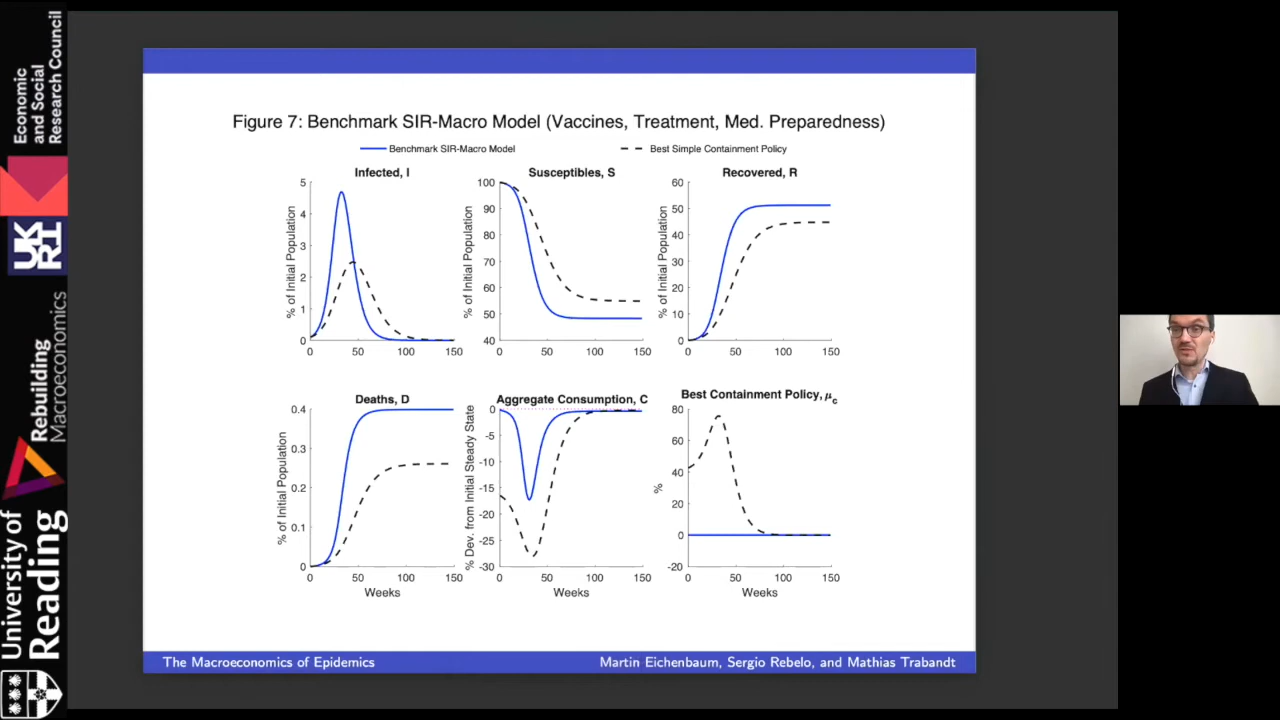 Economic
and Social
Research Council
UK
RI
Rebuilding
Macroeconomics
University of
Reading
Figure 7: Benchmark SIR-Macro Model (Vaccines, Treatment, Med. Preparedness)
Benchmark SIR-Macro Model
Best Simple Containment Policy
Infected, I
% of Initial Population
5
4
3
2
1
0
0 50 100 150
Susceptibles, S
% of Initial Population
100
90
80
70
60
50
40
0 50 100 150
Recovered, R
% of Initial Population
60
50
40
30
20
10
0
0 50 100 150
Deaths, D
% of Initial Population
0.4
0.3
0.2
0.1
0
0 50 100 150
Weeks
Aggregate Consumption, C
% Dev. from Initial Steady State
0
-5
-10
-15
-20
-25
-30
0 50 100 150
Weeks
Best Containment Policy, μc
%
80
60
40
20
0
-20
0 50 100 150
Weeks
The Macroeconomics of Epidemics
Martin Eichenbaum, Sergio Rebelo, and Mathias Trabandt